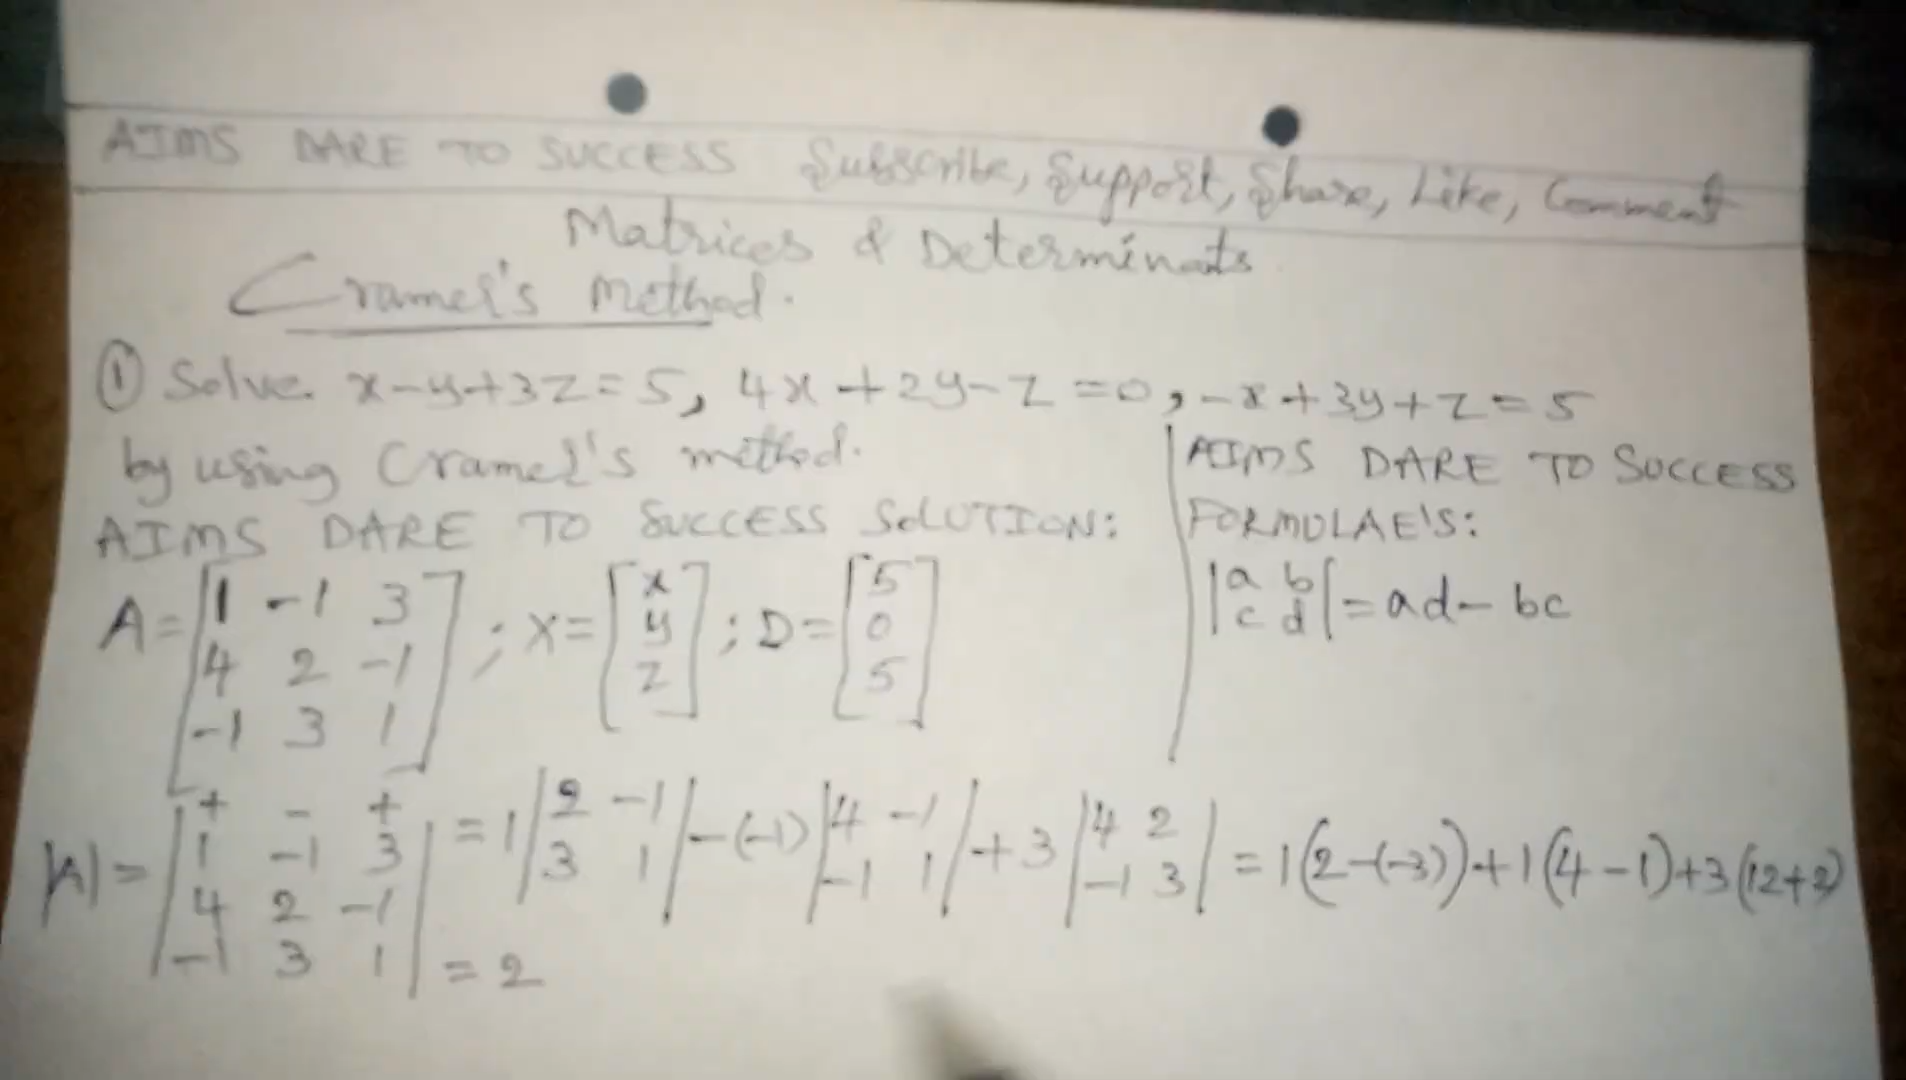 AIMS DARE TO SUCCESS Subscribe, Support, Share, Like, Comment
Matrices & Determinats
Cramer's Method.
① Solve x-y+3z=5, 4x+2y-z=0, -x+3y+z=5
by using Cramer's method.
AIMS DARE TO SUCCESS
AIMS DARE TO SUCCESS SOLUTION:
FORMULAE'S:
A = [1 -1 3; 4 2 -1; -1 3 1] ; X = [x; y; z] ; D = [5; 0; 5]
|a b; c d| = ad - bc
+ - +
|A| = |1 -1 3; 4 2 -1; -1 3 1| = 1|2 -1; 3 1| -(-1)|4 -1; -1 1| + 3|4 2; -1 3| = 1(2-(-3))+1(4-1)+3(12+2)
= 2